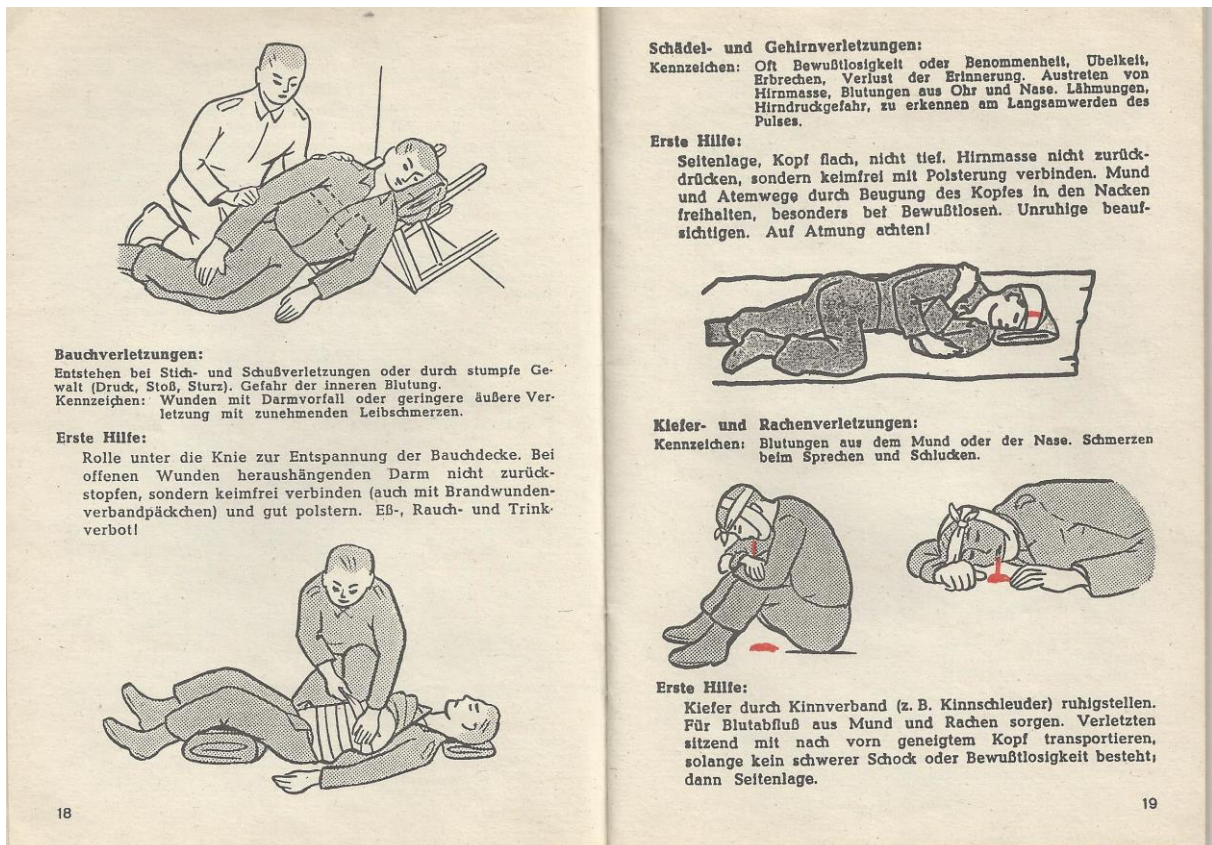 Bauchverletzungen:
Entstehen bei Stich- und Schußverletzungen oder durch stumpfe Ge-
walt (Druck, Stoß, Sturz). Gefahr der inneren Blutung.
Kennzeichen: Wunden mit Darmvorfall oder geringere äußere Ver-
letzung mit zunehmenden Leibschmerzen.
Erste Hilfe:
Rolle unter die Knie zur Entspannung der Bauchdecke. Bei
offenen Wunden heraushängenden Darm nicht zurück-
stopfen, sondern keimfrei verbinden (auch mit Brandwunden-
verbandpäckchen) und gut polstern. Eß-, Rauch- und Trink-
verbot!
18
Schädel- und Gehirnverletzungen:
Kennzeichen: Oft Bewußtlosigkeit oder Benommenheit, Übelkeit,
Erbrechen, Verlust der Erinnerung. Austreten von
Hirnmasse, Blutungen aus Ohr und Nase. Lähmungen,
Hirndruckgefahr, zu erkennen am Langsamwerden des
Pulses.
Erste Hilfe:
Seitenlage, Kopf flach, nicht tief. Hirnmasse nicht zurück-
drücken, sondern keimfrei mit Polsterung verbinden. Mund
und Atemwege durch Beugung des Kopfes in den Nacken
freihalten, besonders bei Bewußtlosen. Unruhige beauf-
sichtigen. Auf Atmung achten!
Kiefer- und Rachenverletzungen:
Kennzeichen: Blutungen aus dem Mund oder der Nase. Schmerzen
beim Sprechen und Schlucken.
Erste Hilfe:
Kiefer durch Kinnverband (z. B. Kinnschleuder) ruhigstellen.
Für Blutabfluß aus Mund und Rachen sorgen. Verletzten
sitzend mit nach vorn geneigtem Kopf transportieren,
solange kein schwerer Schock oder Bewußtlosigkeit besteht;
dann Seitenlage.
19